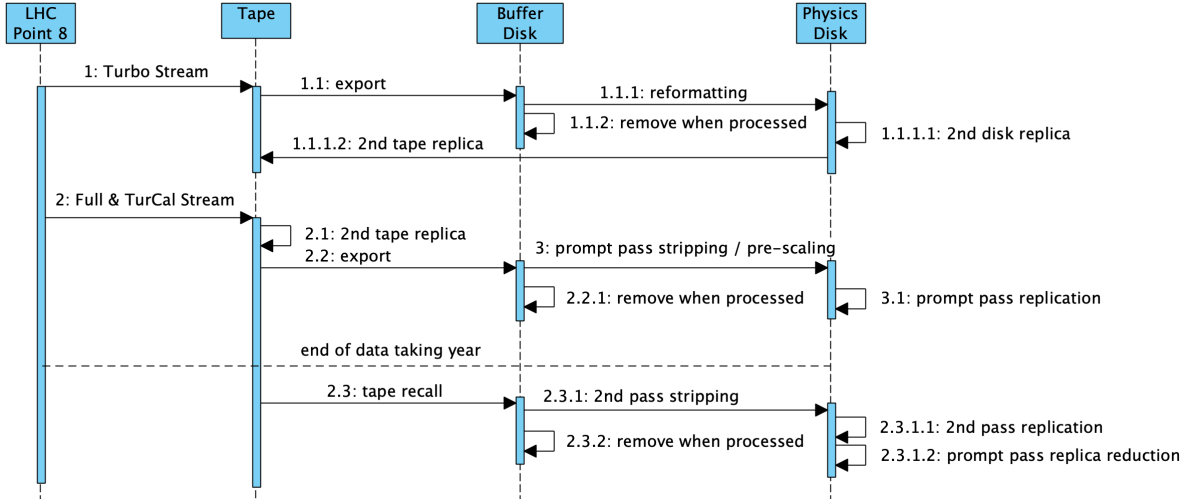 LHC
Point 8
Tape
Buffer
Disk
Physics
Disk
1: Turbo Stream
1.1: export
1.1.1: reformatting
1.1.2: remove when processed
1.1.1.1: 2nd disk replica
1.1.1.2: 2nd tape replica
2: Full & TurCal Stream
2.1: 2nd tape replica
2.2: export
3: prompt pass stripping / pre-scaling
2.2.1: remove when processed
3.1: prompt pass replication
end of data taking year
2.3: tape recall
2.3.1: 2nd pass stripping
2.3.2: remove when processed
2.3.1.1: 2nd pass replication
2.3.1.2: prompt pass replica reduction